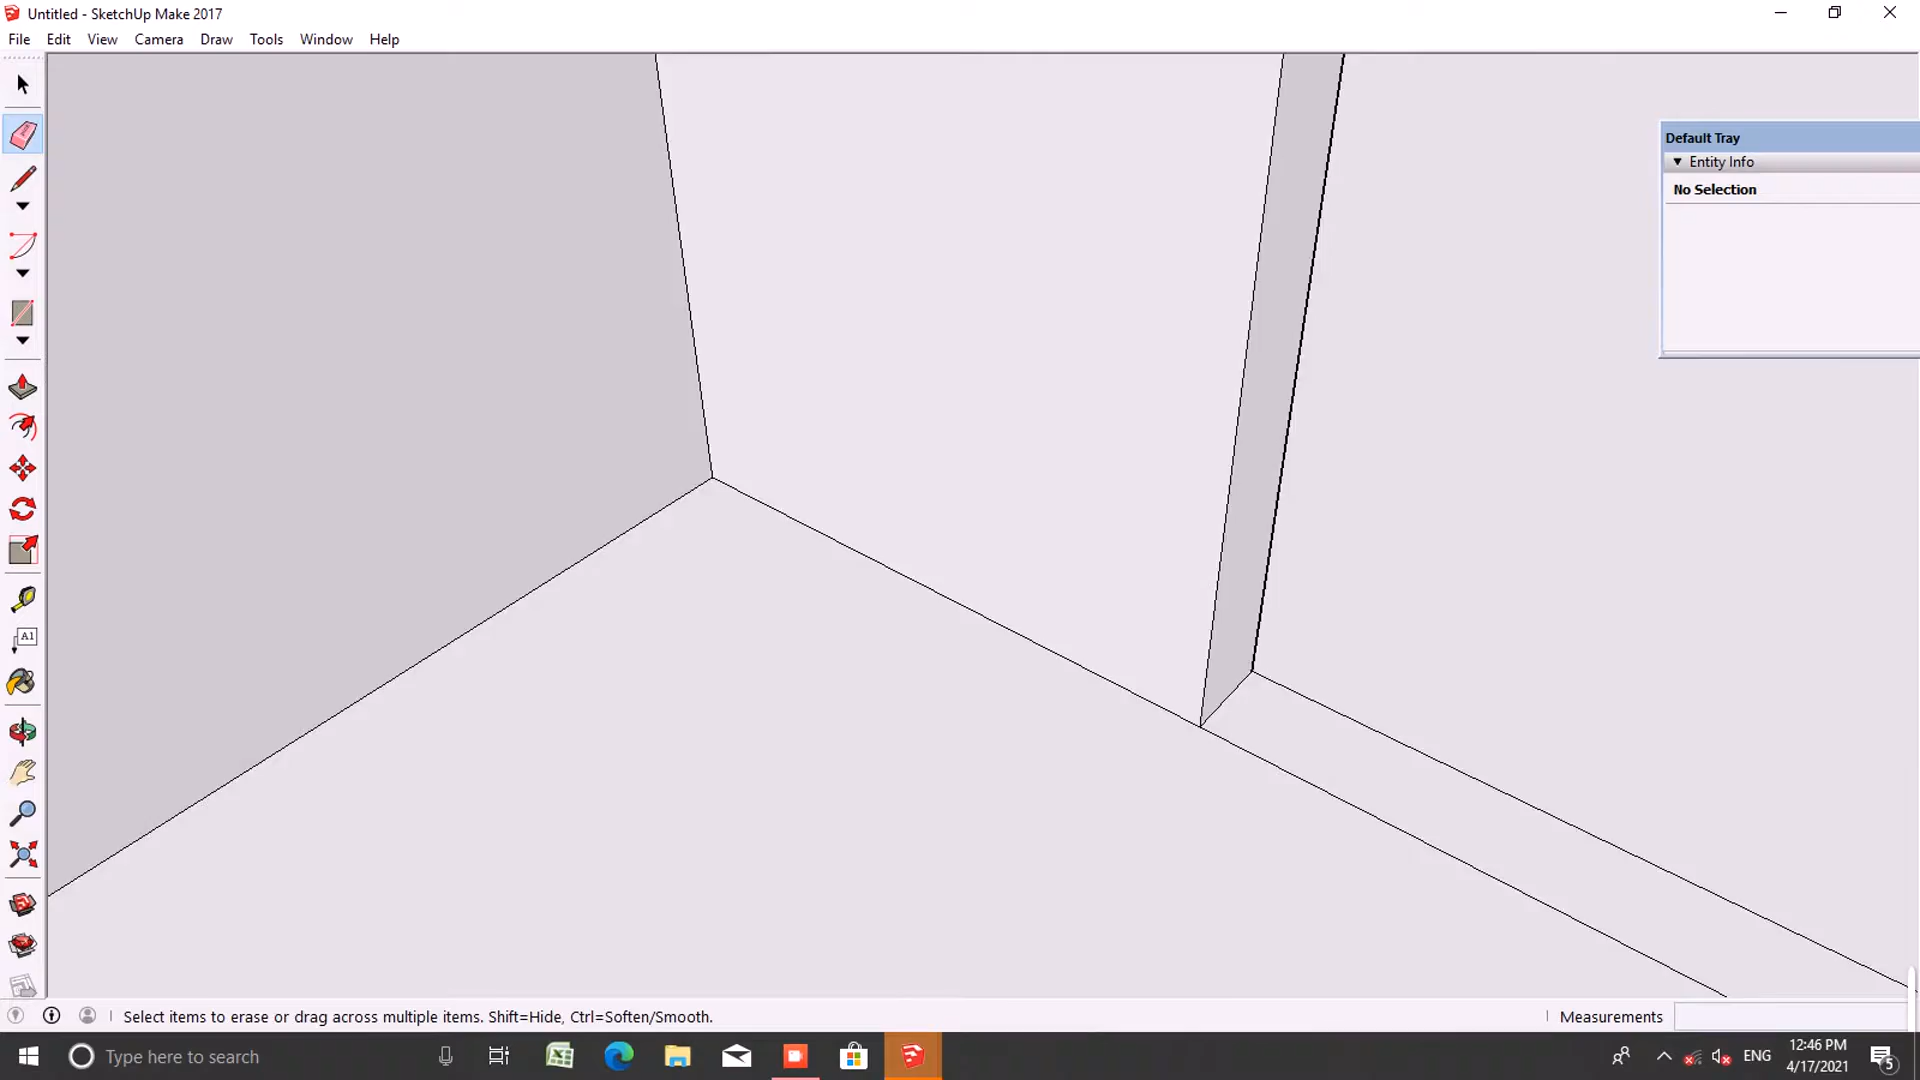 Untitled - SketchUp Make 2017
File Edit View Camera Draw Tools Window Help
Default Tray
Entity Info
No Selection
A1
Select items to erase or drag across multiple items. Shift=Hide, Ctrl=Soften/Smooth.
Measurements
Type here to search
ENG
12:46 PM
4/17/2021
5